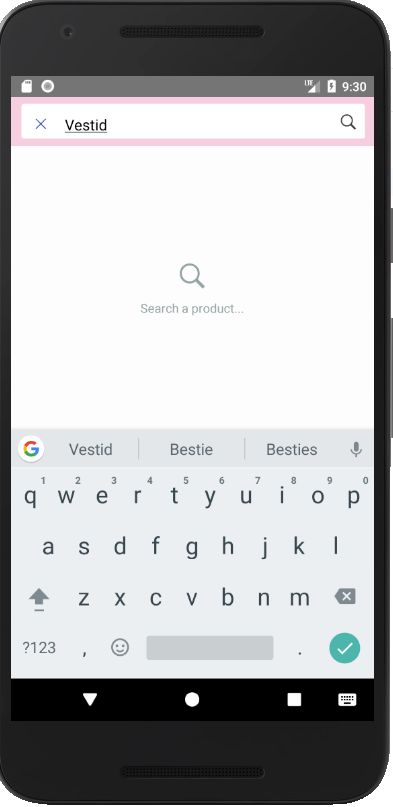 LTE 9:30
Vestid
Search a product...
G Vestid Bestie Besties
1 2 3 4 5 6 7 8 9 0
q w e r t y u i o p
a s d f g h j k l
z x c v b n m
?123 , .